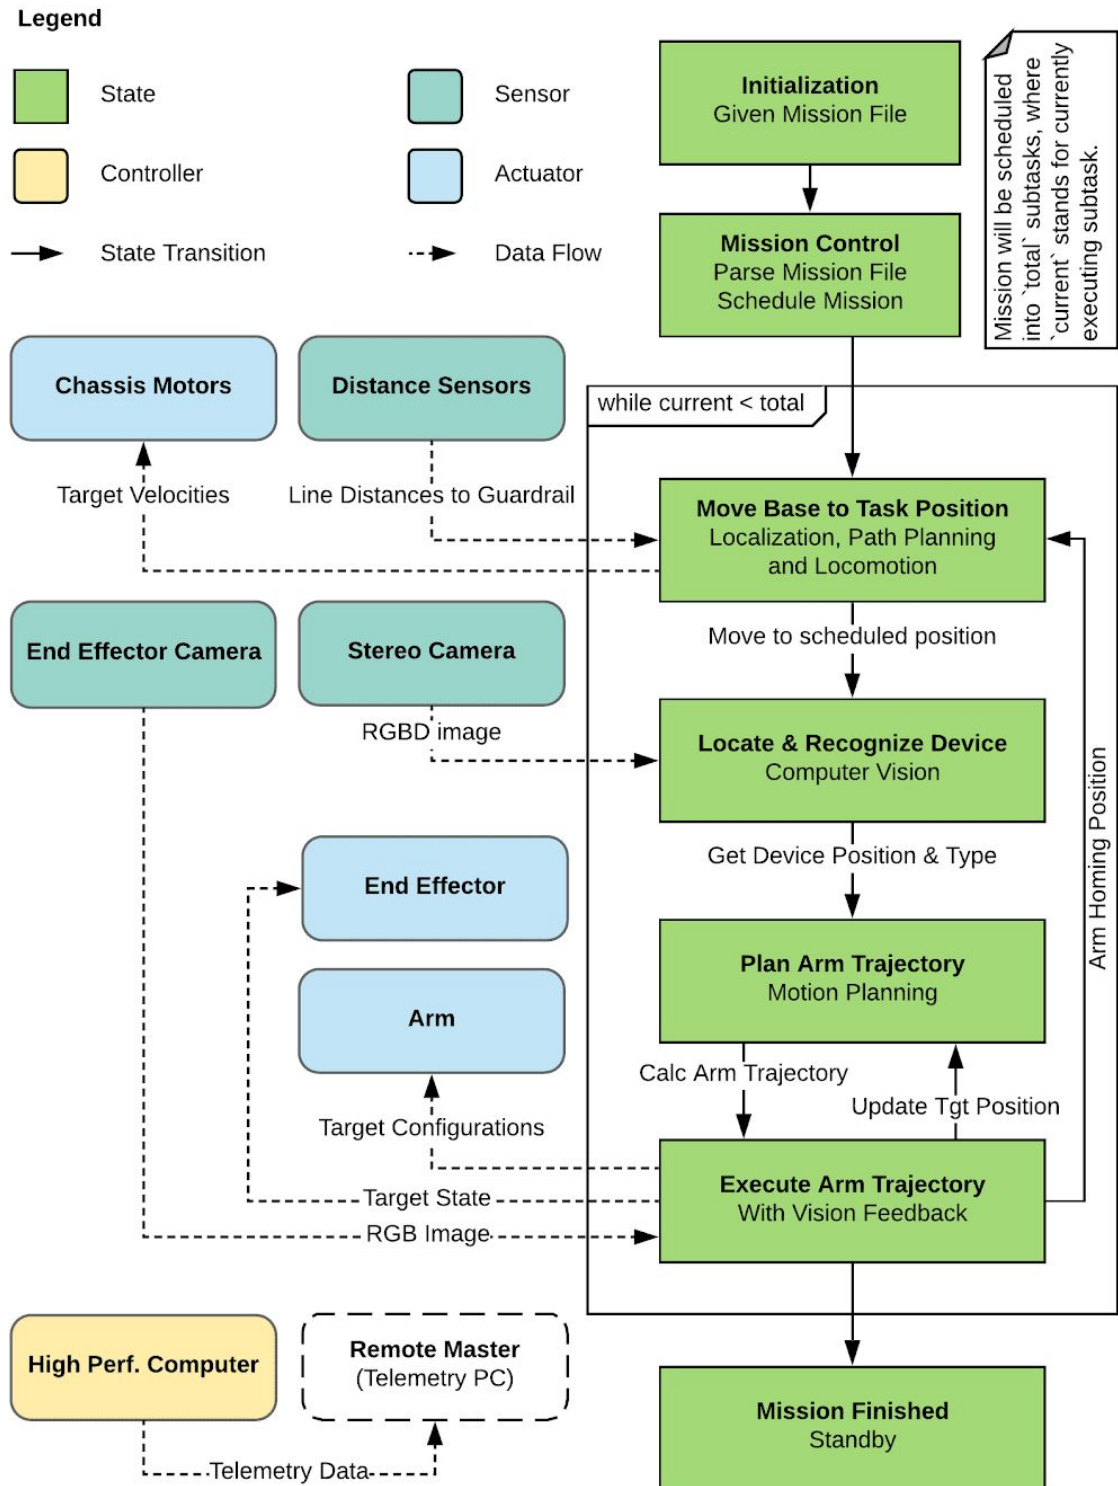 Legend
State
Sensor
Controller
Actuator
State Transition
Data Flow
Initialization
Given Mission File
Mission will be scheduled
into `total` subtasks, where
`current` stands for currently
executing subtask.
Mission Control
Parse Mission File
Schedule Mission
Chassis Motors
Distance Sensors
while current < total
Target Velocities
Line Distances to Guardrail
Move Base to Task Position
Localization, Path Planning
and Locomotion
End Effector Camera
Stereo Camera
Move to scheduled position
RGBD image
Locate & Recognize Device
Computer Vision
Arm Homing Position
Get Device Position & Type
End Effector
Plan Arm Trajectory
Motion Planning
Arm
Calc Arm Trajectory
Update Tgt Position
Target Configurations
Target State
RGB Image
Execute Arm Trajectory
With Vision Feedback
High Perf. Computer
Remote Master
(Telemetry PC)
Telemetry Data
Mission Finished
Standby